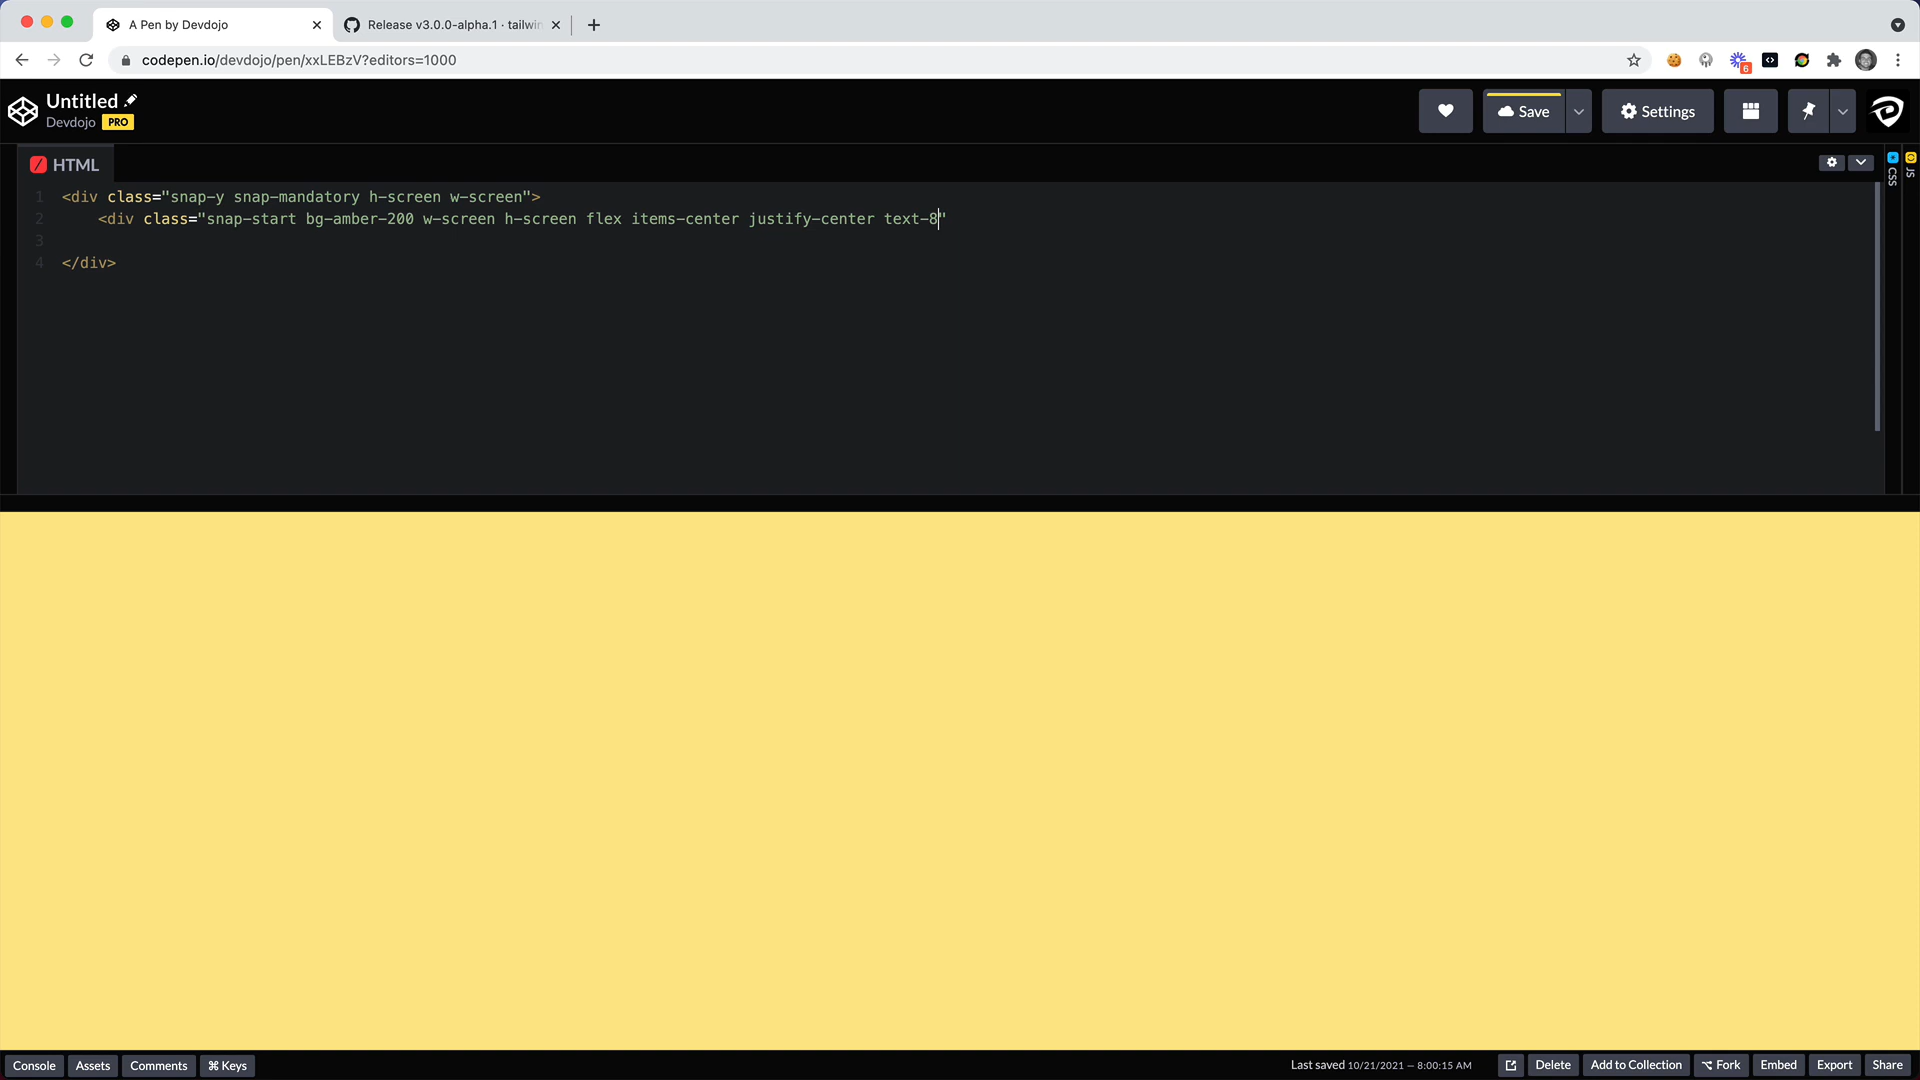 A Pen by Devdojo
Release v3.0.0-alpha.1 · tailwin
codepen.io/devdojo/pen/xxLEBzV?editors=1000
6
Untitled
Devdojo PRO
Save
Settings
HTML
CSS
JS
1 <div class="snap-y snap-mandatory h-screen w-screen">
2 <div class="snap-start bg-amber-200 w-screen h-screen flex items-center justify-center text-8"
3
4 </div>
Console Assets Comments ⌘ Keys Last saved 10/21/2021 — 8:00:15 AM Delete Add to Collection ⌥ Fork Embed Export Share